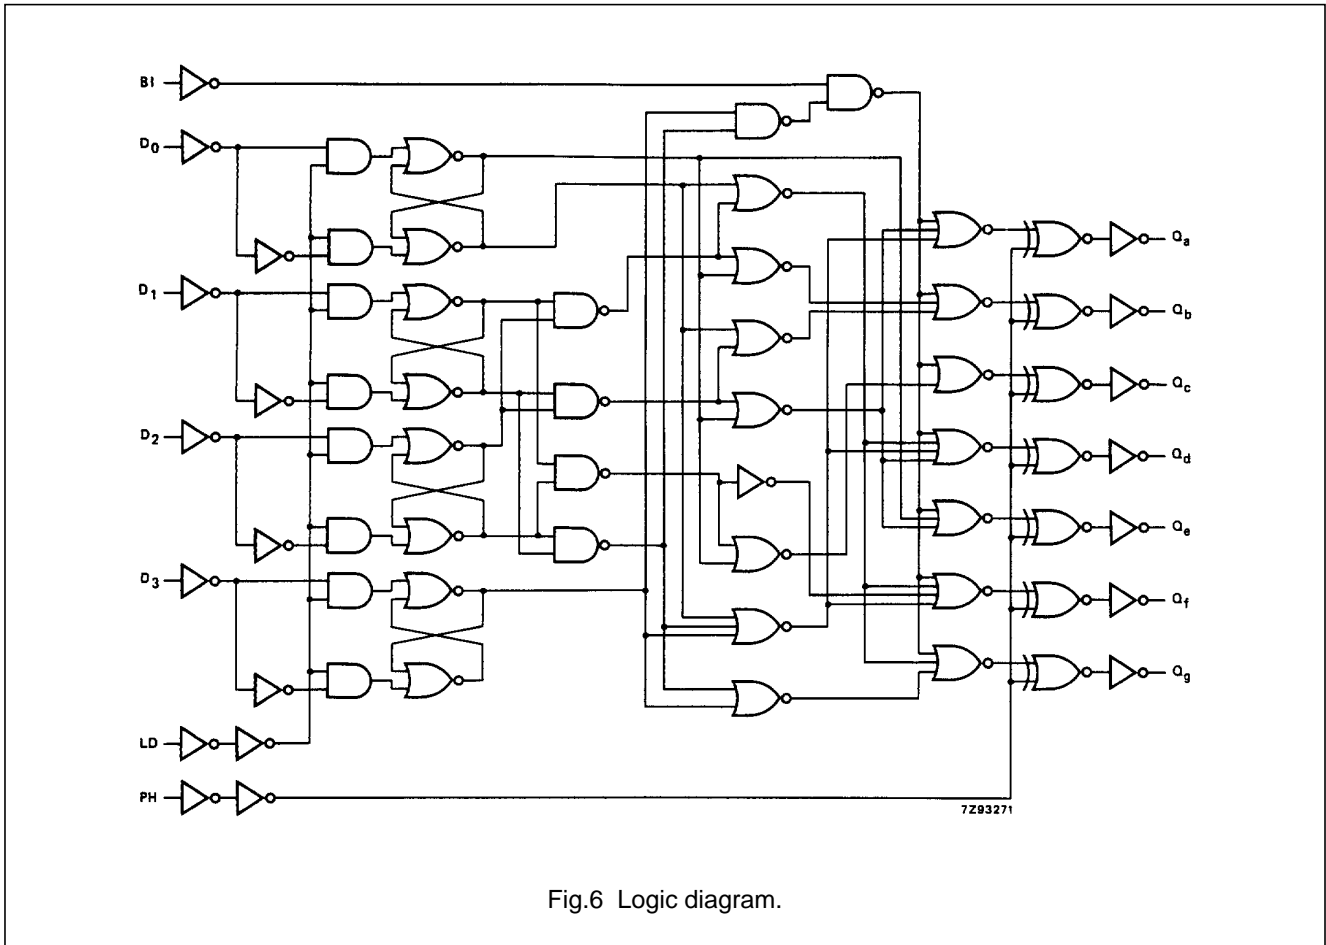 BI
D0
Qa
D1
Qb
Qc
D2
Qd
Qe
D3
Qf
Qg
LD
PH
7Z93271
Fig.6 Logic diagram.